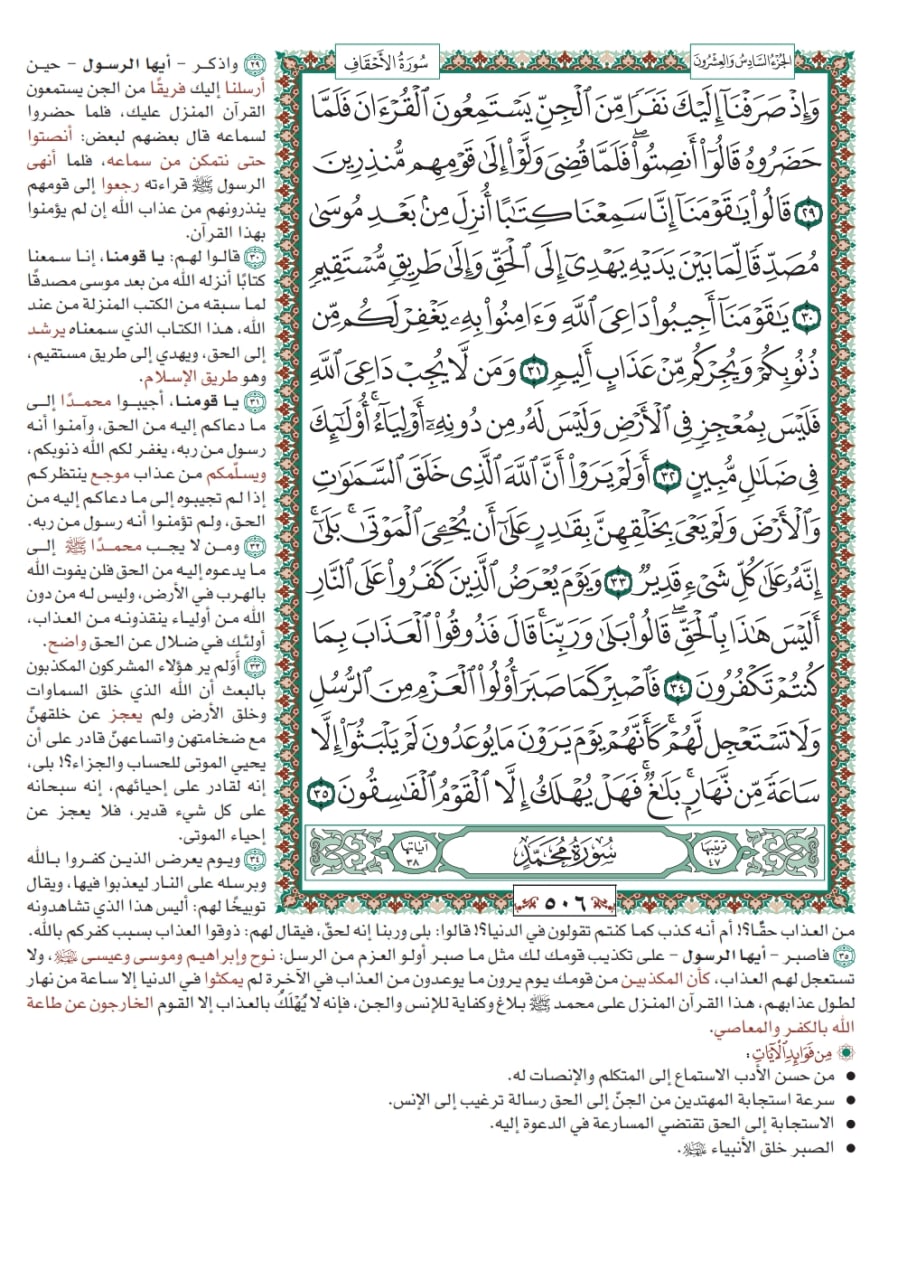 الجزء السادس والعشرون
سورة الأحقاف
وَإِذْ صَرَفْنَآ إِلَيْكَ نَفَرًا مِّنَ ٱلْجِنِّ يَسْتَمِعُونَ ٱلْقُرْءَانَ فَلَمَّا
حَضَرُوهُ قَالُوٓا۟ أَنصِتُوا۟ ۖ فَلَمَّا قُضِىَ وَلَّوْا۟ إِلَىٰ قَوْمِهِم مُّنذِرِينَ
٢٩ قَالُوا۟ يَـٰقَوْمَنَآ إِنَّا سَمِعْنَا كِتَـٰبًا أُنزِلَ مِنۢ بَعْدِ مُوسَىٰ
مُصَدِّقًا لِّمَا بَيْنَ يَدَيْهِ يَهْدِىٓ إِلَى ٱلْحَقِّ وَإِلَىٰ طَرِيقٍ مُّسْتَقِيمٍ
٣٠ يَـٰقَوْمَنَآ أَجِيبُوا۟ دَاعِىَ ٱللَّهِ وَءَامِنُوا۟ بِهِۦ يَغْفِرْ لَكُم مِّن
ذُنُوبِكُمْ وَيُجِرْكُم مِّنْ عَذَابٍ أَلِيمٍ ٣١ وَمَن لَّا يُجِبْ دَاعِىَ ٱللَّهِ
فَلَيْسَ بِمُعْجِزٍ فِى ٱلْأَرْضِ وَلَيْسَ لَهُۥ مِن دُونِهِۦٓ أَوْلِيَآءُ ۚ أُو۟لَـٰٓئِكَ
فِى ضَلَـٰلٍ مُّبِينٍ ٣٢ أَوَلَمْ يَرَوْا۟ أَنَّ ٱللَّهَ ٱلَّذِى خَلَقَ ٱلسَّمَـٰوَٰتِ
وَٱلْأَرْضَ وَلَمْ يَعْىَ بِخَلْقِهِنَّ بِقَـٰدِرٍ عَلَىٰٓ أَن يُحْـِۧىَ ٱلْمَوْتَىٰ ۚ بَلَىٰٓ
إِنَّهُۥ عَلَىٰ كُلِّ شَىْءٍ قَدِيرٌ ٣٣ وَيَوْمَ يُعْرَضُ ٱلَّذِينَ كَفَرُوا۟ عَلَى ٱلنَّارِ
أَلَيْسَ هَـٰذَا بِٱلْحَقِّ ۖ قَالُوا۟ بَلَىٰ وَرَبِّنَا ۚ قَالَ فَذُوقُوا۟ ٱلْعَذَابَ بِمَا
كُنتُمْ تَكْفُرُونَ ٣٤ فَٱصْبِرْ كَمَا صَبَرَ أُو۟لُوا۟ ٱلْعَزْمِ مِنَ ٱلرُّسُلِ
وَلَا تَسْتَعْجِل لَّهُمْ ۚ كَأَنَّهُمْ يَوْمَ يَرَوْنَ مَا يُوعَدُونَ لَمْ يَلْبَثُوٓا۟ إِلَّا
سَاعَةً مِّن نَّهَارٍۭ ۚ بَلَـٰغٌ ۚ فَهَلْ يُهْلَكُ إِلَّا ٱلْقَوْمُ ٱلْفَـٰسِقُونَ ٣٥
ترتيبها ٤٧ سورة محمد آياتها ٣٨
٥٠٦
٢٩ واذكر - أيها الرسول - حين
أرسلنا إليك فريقًا من الجن يستمعون
القرآن المنزل عليك، فلما حضروا
لسماعه قال بعضهم لبعض: أنصتوا
حتى نتمكن من سماعه، فلما أنهى
الرسول ﷺ قراءته رجعوا إلى قومهم
ينذرونهم من عذاب الله إن لم يؤمنوا
بهذا القرآن.
٣٠ قالوا لهم: يا قومنا، إنا سمعنا
كتابًا أنزله الله من بعد موسى مصدقًا
لما سبقه من الكتب المنزلة من عند
الله، هذا الكتاب الذي سمعناه يرشد
إلى الحق، ويهدي إلى طريق مستقيم،
وهو طريق الإسلام.
٣١ يا قومنا، أجيبوا محمدًا إلى
ما دعاكم إليه من الحق، وآمنوا أنه
رسول من ربه، يغفر لكم الله ذنوبكم،
ويسلّمكم من عذاب موجع ينتظركم
إذا لم تجيبوه إلى ما دعاكم إليه من
الحق، ولم تؤمنوا أنه رسول من ربه.
٣٢ ومن لا يجب محمدًا ﷺ إلى
ما يدعوه إليه من الحق فلن يفوت الله
بالهرب في الأرض، وليس له من دون
الله من أولياء ينقذونه من العذاب،
أولئك في ضلال عن الحق واضح.
٣٣ أَوَلم ير هؤلاء المشركون المكذبون
بالبعث أن الله الذي خلق السماوات
وخلق الأرض ولم يعجز عن خلقهنّ
مع ضخامتهن واتساعهنّ قادر على أن
يحيي الموتى للحساب والجزاء؟! بلى،
إنه لقادر على إحيائهم، إنه سبحانه
على كل شيء قدير، فلا يعجز عن
إحياء الموتى.
٣٤ ويوم يعرض الذين كفروا بالله
وبرسله على النار ليعذبوا فيها، ويقال
توبيخًا لهم: أليس هذا الذي تشاهدونه
من العذاب حقًّا؟! أم أنه كذب كما كنتم تقولون في الدنيا؟! قالوا: بلى وربنا إنه لحقّ، فيقال لهم: ذوقوا العذاب بسبب كفركم بالله.
٣٥ فاصبر - أيها الرسول - على تكذيب قومك لك مثل ما صبر أولو العزم من الرسل: نوح وإبراهيم وموسى وعيسى ﷺ، ولا
تستعجل لهم العذاب، كأن المكذبين من قومك يوم يرون ما يوعدون من العذاب في الآخرة لم يمكثوا في الدنيا إلا ساعة من نهار
لطول عذابهم، هذا القرآن المنزل على محمد ﷺ بلاغ وكفاية للإنس والجن، فإنه لا يُهْلَكُ بالعذاب إلا القوم الخارجون عن طاعة
الله بالكفر والمعاصي.
من فوائد الآيات:
• من حسن الأدب الاستماع إلى المتكلم والإنصات له.
• سرعة استجابة المهتدين من الجنّ إلى الحق رسالة ترغيب إلى الإنس.
• الاستجابة إلى الحق تقتضي المسارعة في الدعوة إليه.
• الصبر خلق الأنبياء.